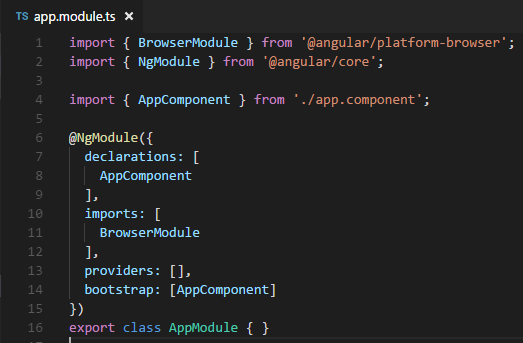 TS app.module.ts ×
1 import { BrowserModule } from '@angular/platform-browser';
2 import { NgModule } from '@angular/core';
3
4 import { AppComponent } from './app.component';
5
6 @NgModule({
7   declarations: [
8     AppComponent
9   ],
10   imports: [
11     BrowserModule
12   ],
13   providers: [],
14   bootstrap: [AppComponent]
15 })
16 export class AppModule { }